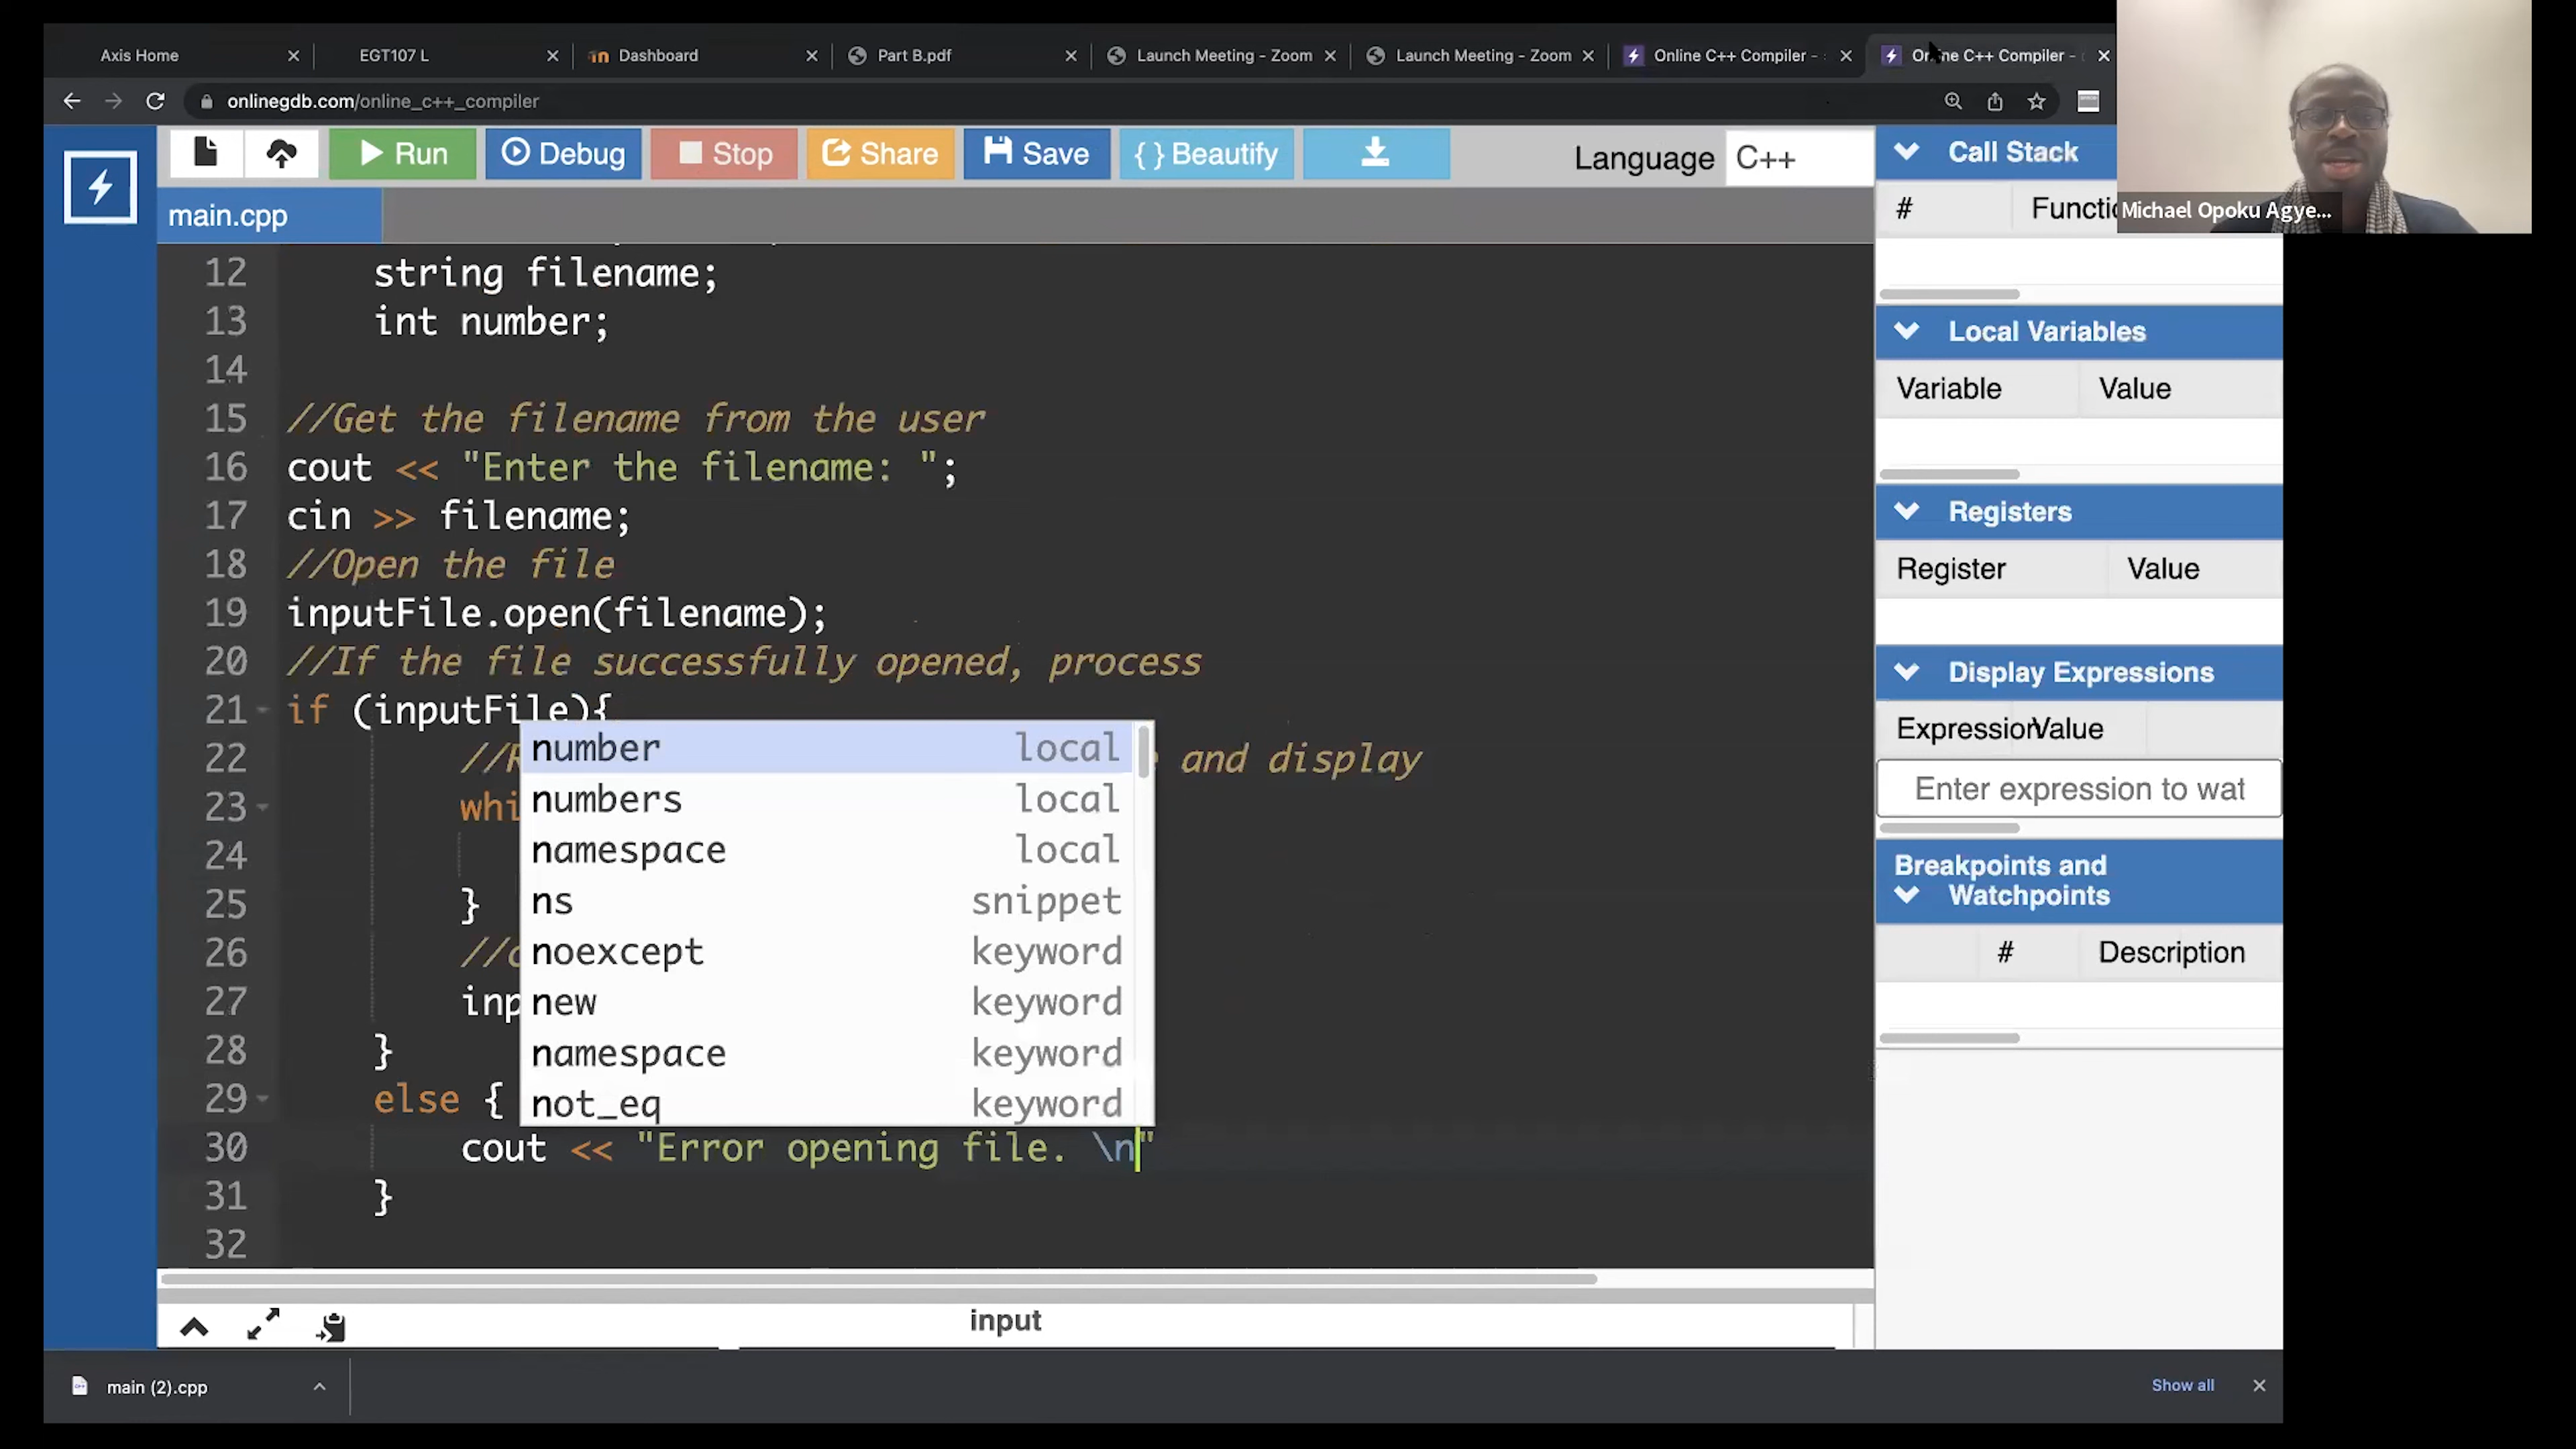 Axis Home
EGT107 L
Dashboard
Part B.pdf
Launch Meeting - Zoom
Launch Meeting - Zoom
Online C++ Compiler -
Online C++ Compiler -
onlinegdb.com/online_c++_compiler
Run
Debug
Stop
Share
Save
{ } Beautify
Language
C++
main.cpp
12 string filename;
13 int number;
14
15 //Get the filename from the user
16 cout << "Enter the filename: ";
17 cin >> filename;
18 //Open the file
19 inputFile.open(filename);
20 //If the file successfully opened, process
21 if (inputFile){
22 and display
23
24
25 }
26
27
28 }
29 else {
30 cout << "Error opening file. \n"
31 }
32
number local
numbers local
namespace local
ns snippet
noexcept keyword
new keyword
namespace keyword
not_eq keyword
input
Call Stack
#
Michael Opoku Agye...
Local Variables
Variable Value
Registers
Register Value
Display Expressions
Expression Value
Enter expression to wat
Breakpoints and
Watchpoints
# Description
main (2).cpp
Show all